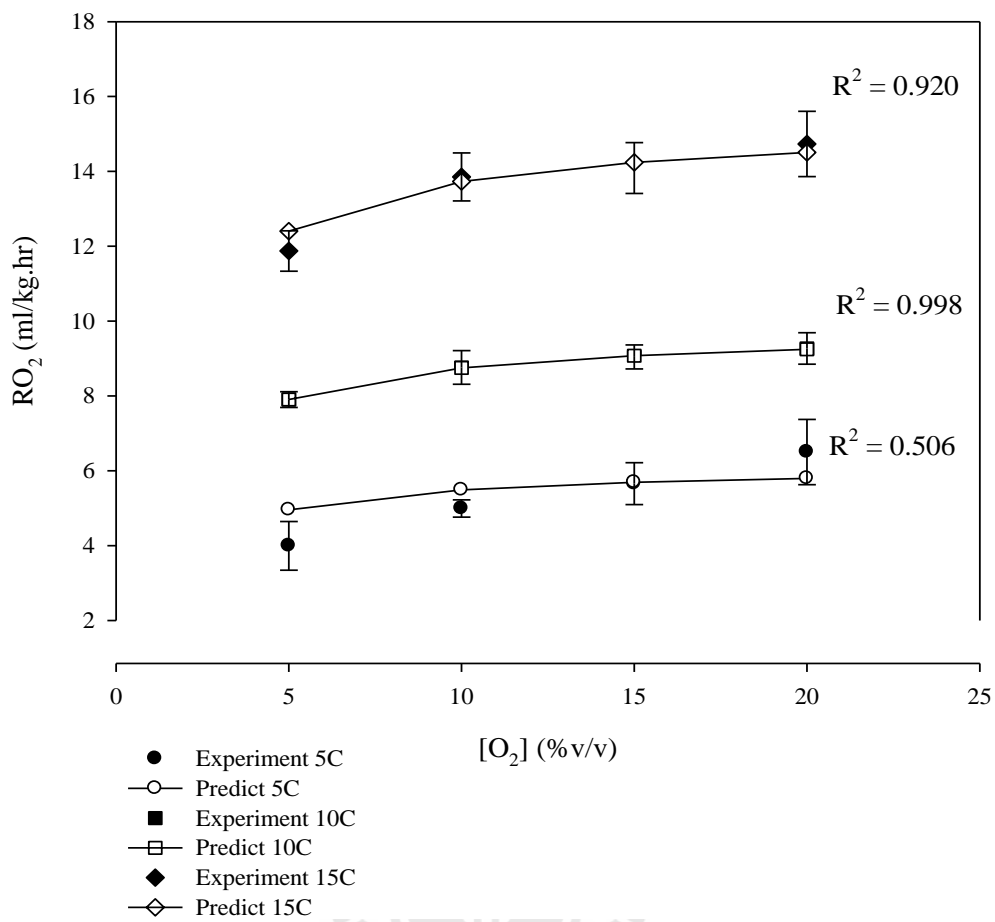 18
16
14
12
10
8
6
4
2
RO₂ (ml/kg.hr)
R² = 0.920
R² = 0.998
R² = 0.506
0 5 10 15 20 25
[O₂] (%v/v)
Experiment 5C
Predict 5C
Experiment 10C
Predict 10C
Experiment 15C
Predict 15C